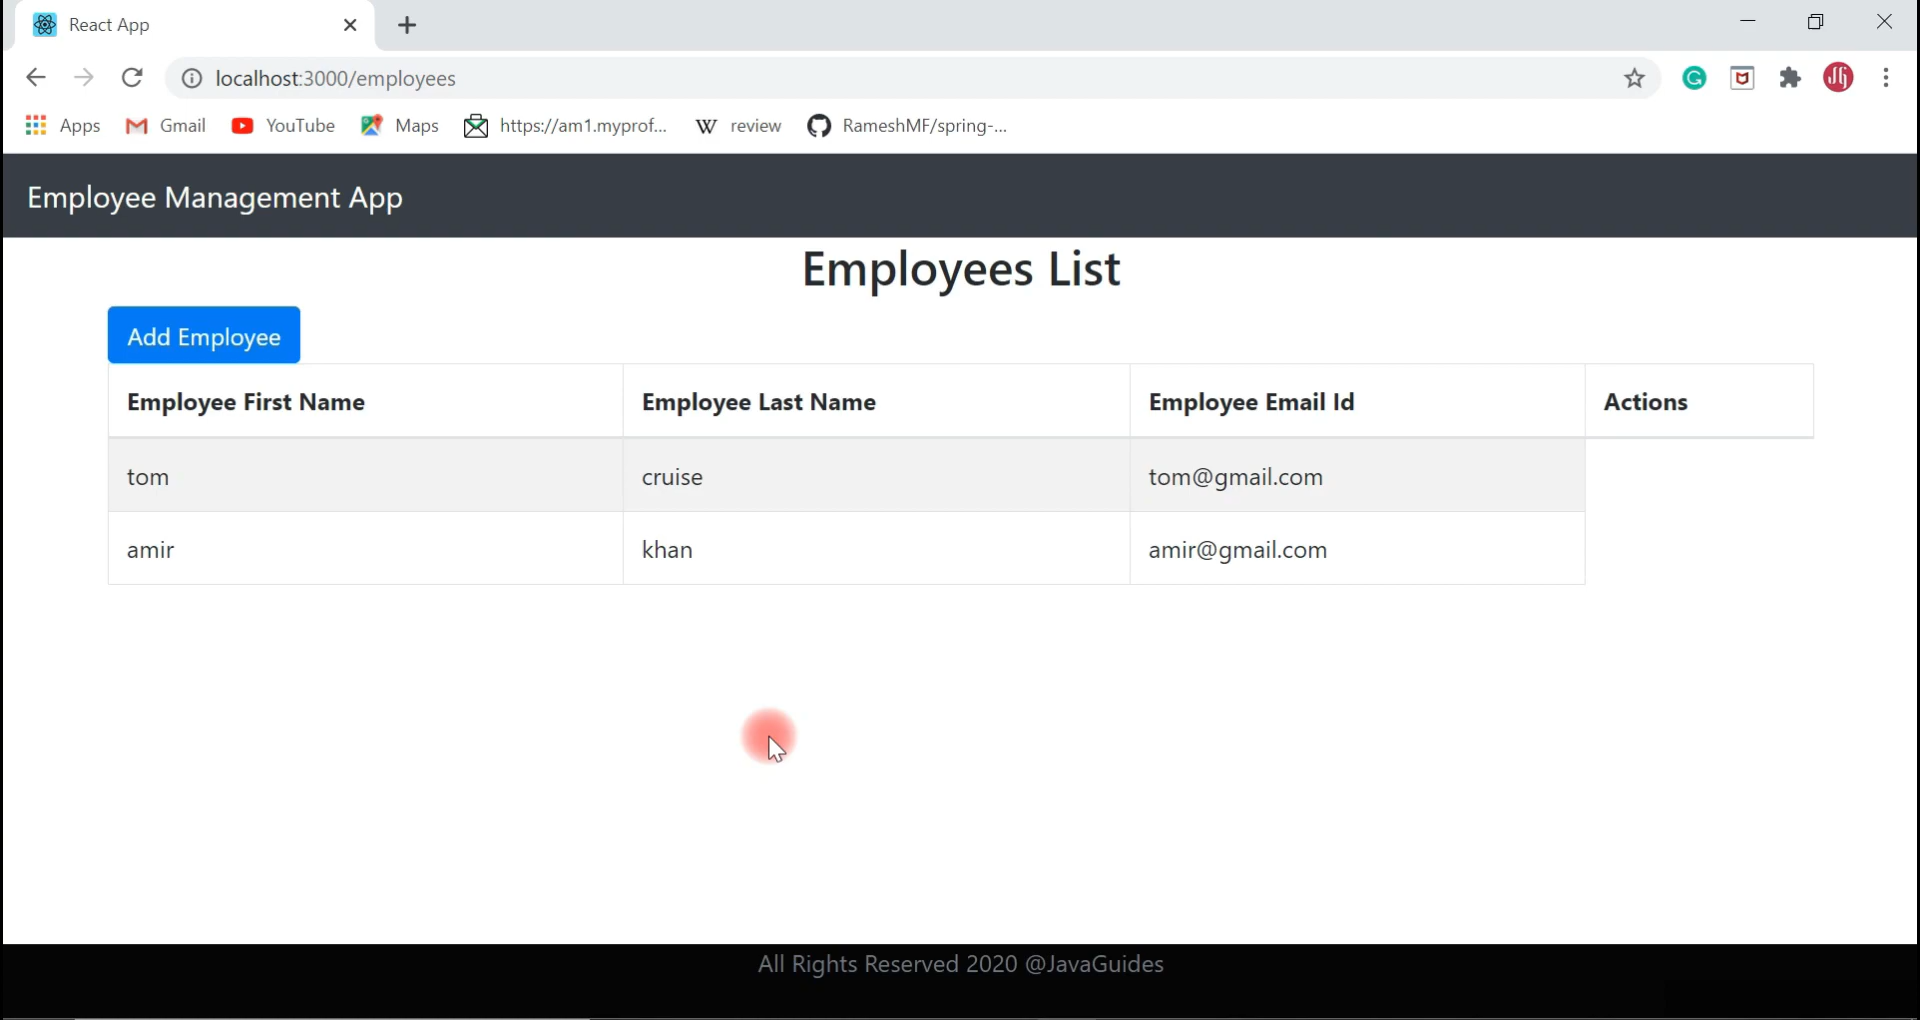 React App
localhost:3000/employees
Apps Gmail YouTube Maps https://am1.myprof... W review RameshMF/spring-...
Employee Management App
Employees List
Add Employee
Employee First Name Employee Last Name Employee Email Id Actions
tom cruise tom@gmail.com
amir khan amir@gmail.com
All Rights Reserved 2020 @JavaGuides